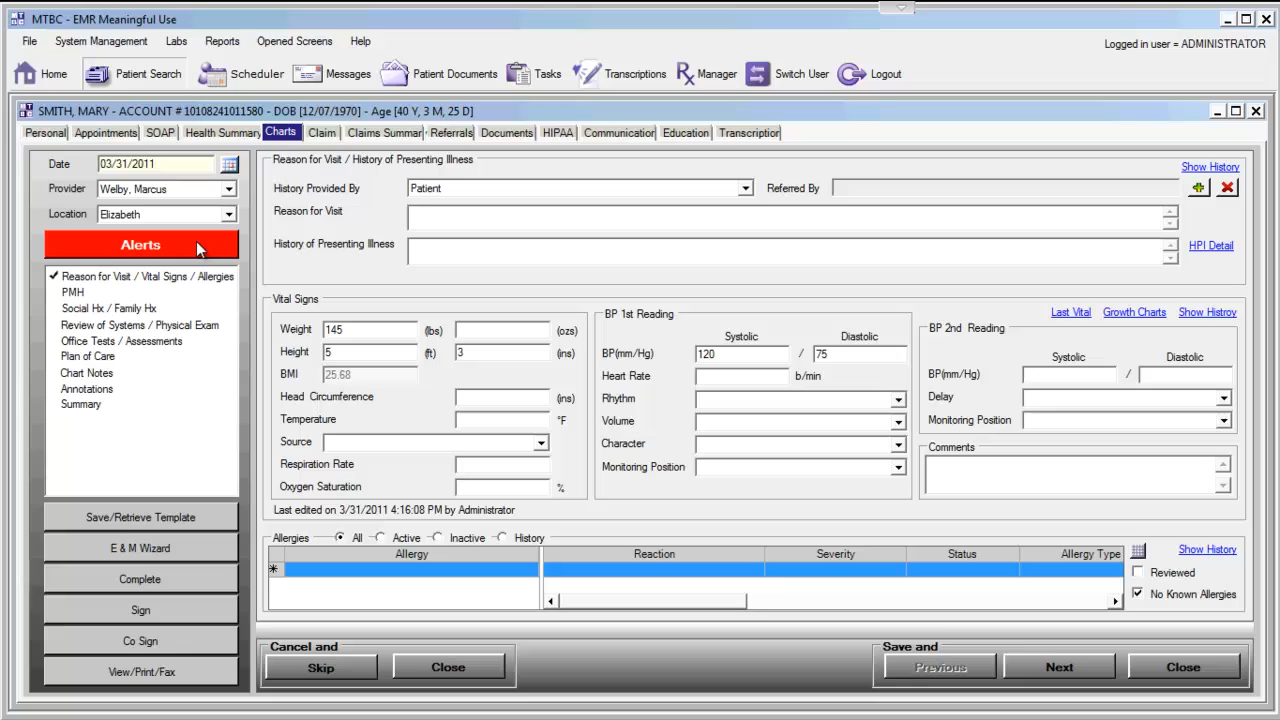 MTBC - EMR Meaningful Use
File System Management Labs Reports Opened Screens Help
Logged in user = ADMINISTRATOR
Home Patient Search Scheduler Messages Patient Documents Tasks Transcriptions Rx Manager Switch User Logout
SMITH, MARY - ACCOUNT # 10108241011580 - DOB [12/07/1970] - Age [40 Y, 3 M, 25 D]
Personal Appointments SOAP Health Summary Charts Claim Claims Summar Referrals Documents HIPAA Communication Education Transcription
Date 03/31/2011
Provider Welby, Marcus
Location Elizabeth
Alerts
Reason for Visit / Vital Signs / Allergies
PMH
Social Hx / Family Hx
Review of Systems / Physical Exam
Office Tests / Assessments
Plan of Care
Chart Notes
Annotations
Summary
Save/Retrieve Template
E & M Wizard
Complete
Sign
Co Sign
View/Print/Fax
Reason for Visit / History of Presenting Illness
Show History
History Provided By Patient Referred By
Reason for Visit
History of Presenting Illness HPI Detail
Vital Signs
Last Vital Growth Charts Show Histroy
Weight 145 (lbs) (ozs)
Height 5 (ft) 3 (ins)
BMI 25.68
Head Circumference (ins)
Temperature °F
Source
Respiration Rate
Oxygen Saturation %
Last edited on 3/31/2011 4:16:08 PM by Administrator
BP 1st Reading
Systolic Diastolic
BP(mm/Hg) 120 / 75
Heart Rate b/min
Rhythm
Volume
Character
Monitoring Position
BP 2nd Reading
Systolic Diastolic
BP(mm/Hg) /
Delay
Monitoring Position
Comments
Allergies All Active Inactive History
Allergy Reaction Severity Status Allergy Type
Show History
Reviewed
No Known Allergies
Cancel and
Skip Close
Save and
Previous Next Close